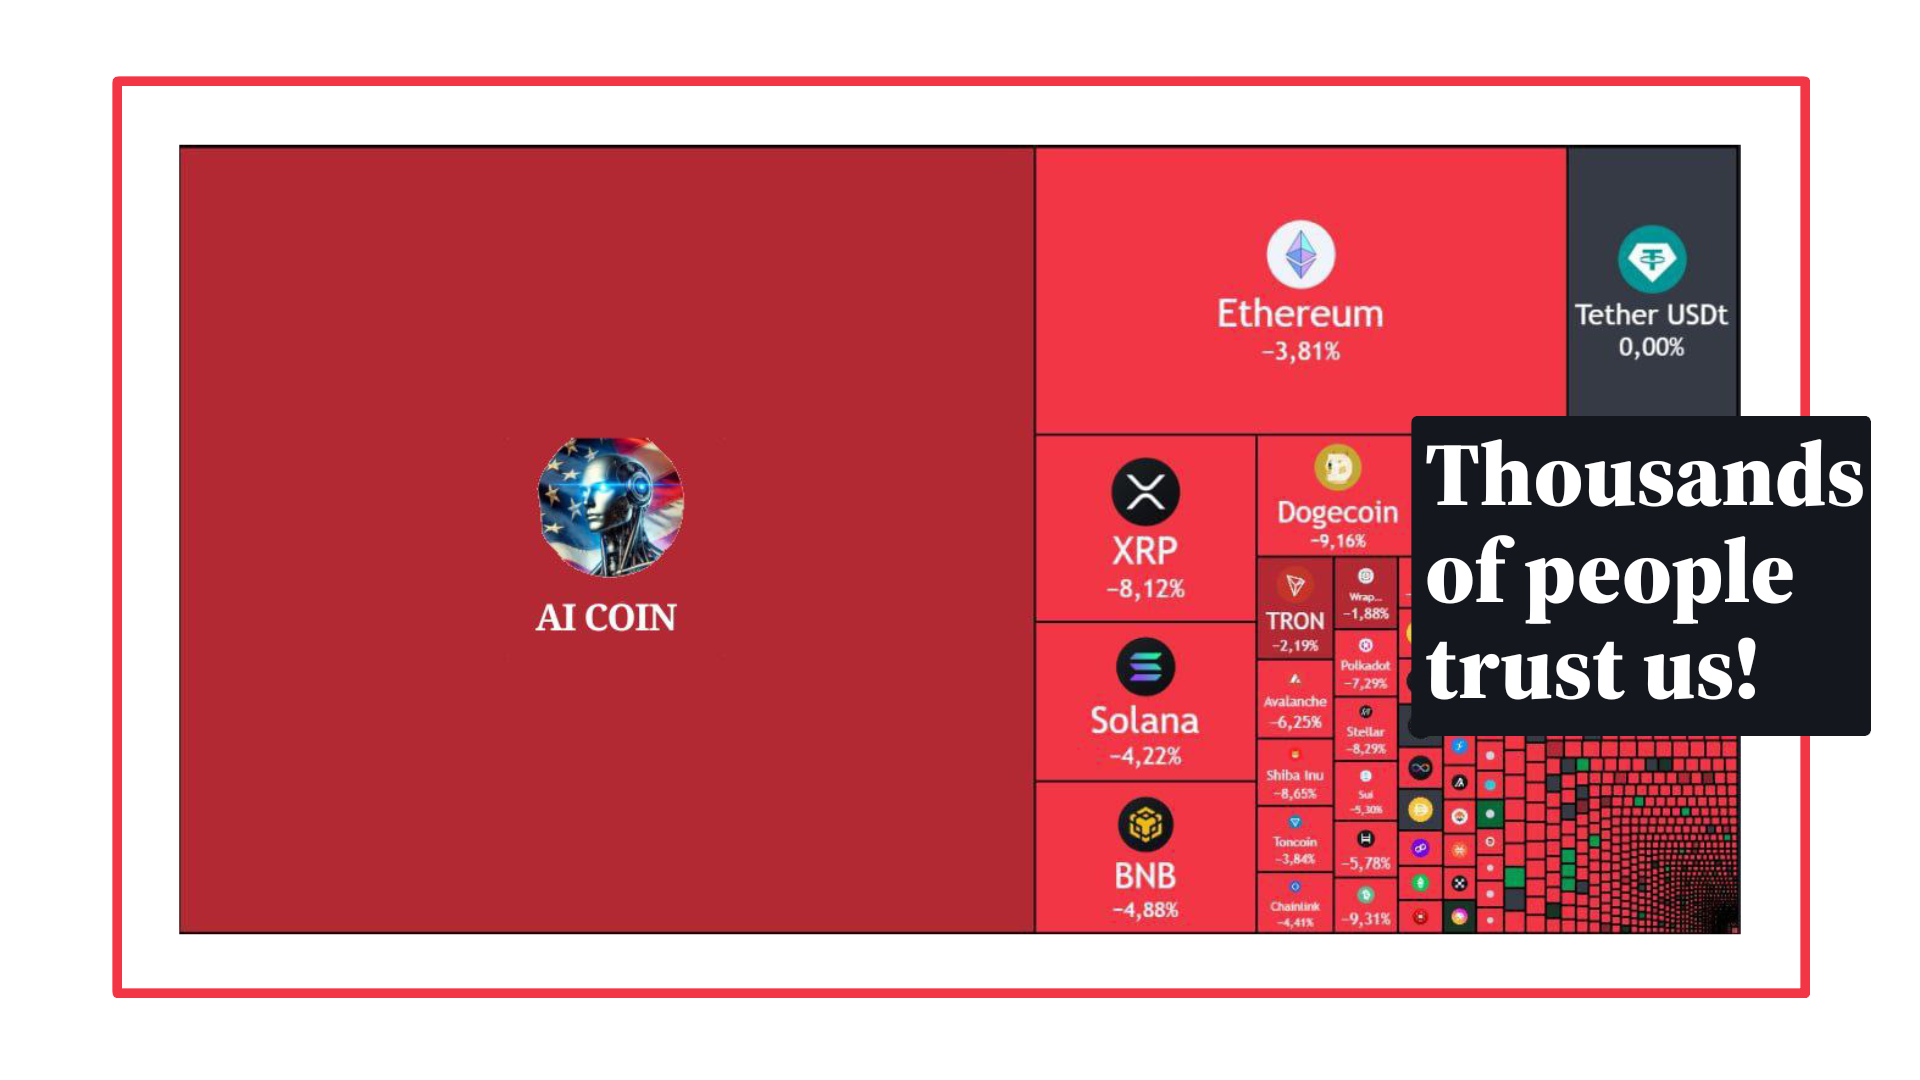 AI COIN
Ethereum
−3,81%
Tether USDt
0,00%
XRP
−8,12%
Solana
−4,22%
BNB
−4,88%
Dogecoin
−9,16%
TRON
−2,19%
Avalanche
−6,25%
Shiba Inu
−8,65%
Toncoin
−3,84%
Chainlink
−4,41%
Wrap...
−1,88%
Polkadot
−7,29%
Stellar
−8,29%
Sui
−5,30%
−5,78%
−9,31%
Thousands
of people
trust us!